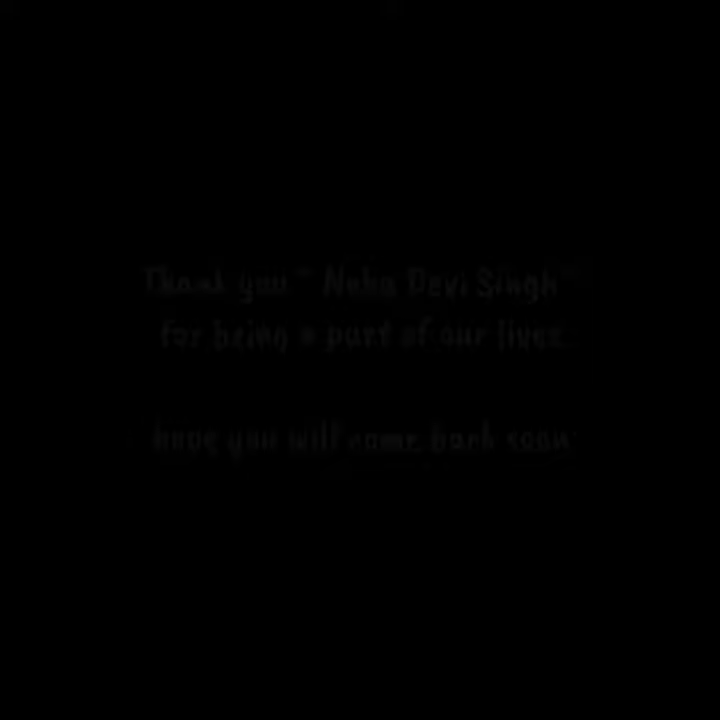 Thank you " Neha Devi Singh "
for being a part of our lives
hope you will come back soon